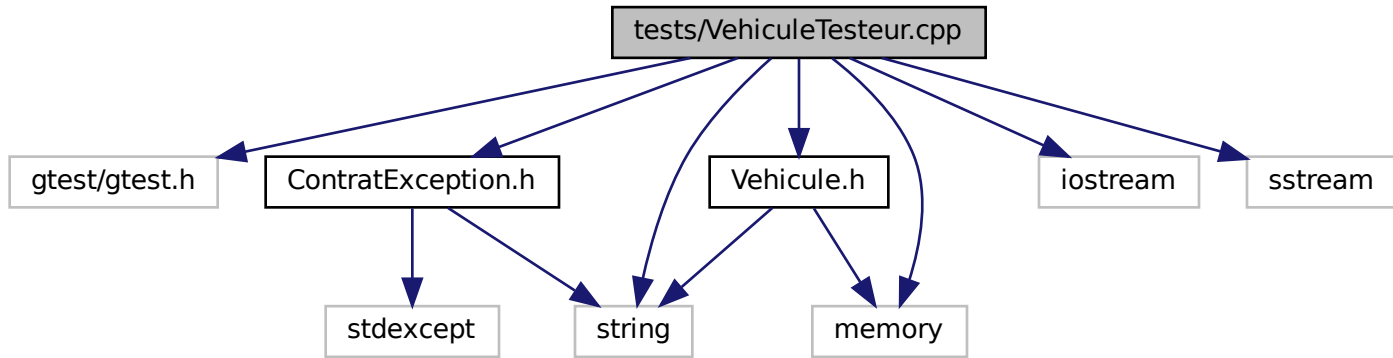 tests/VehiculeTesteur.cpp
gtest/gtest.h
ContratException.h
Vehicule.h
iostream
sstream
stdexcept
string
memory